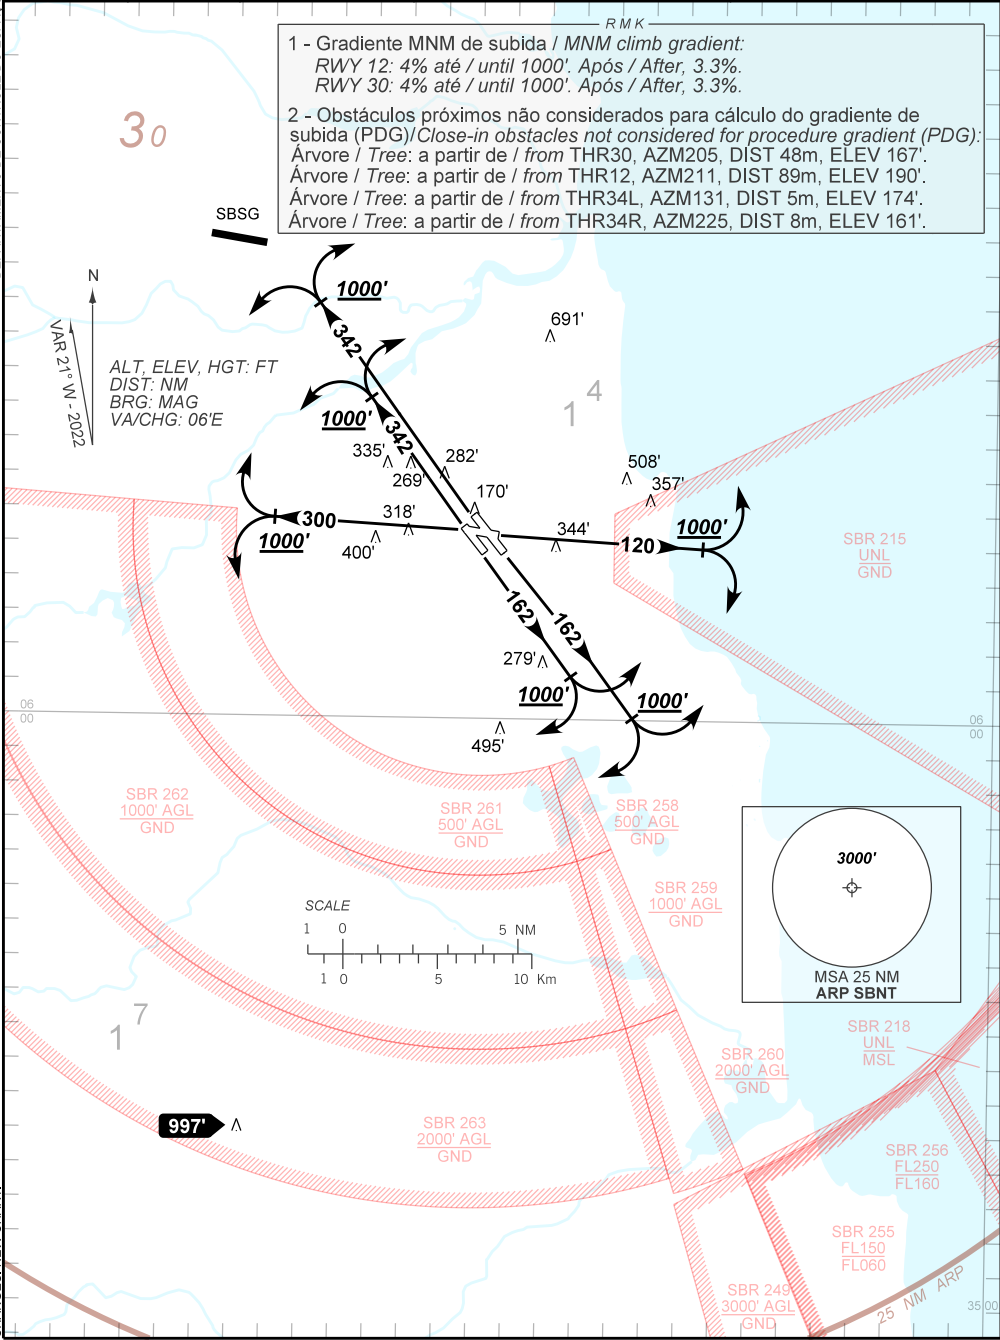 RMK
1 - Gradiente MNM de subida / MNM climb gradient:
RWY 12: 4% até / until 1000'. Após / After, 3.3%.
RWY 30: 4% até / until 1000'. Após / After, 3.3%.
2 - Obstáculos próximos não considerados para cálculo do gradiente de
subida (PDG)/Close-in obstacles not considered for procedure gradient (PDG):
Árvore / Tree: a partir de / from THR30, AZM205, DIST 48m, ELEV 167'.
Árvore / Tree: a partir de / from THR12, AZM211, DIST 89m, ELEV 190'.
Árvore / Tree: a partir de / from THR34L, AZM131, DIST 5m, ELEV 174'.
Árvore / Tree: a partir de / from THR34R, AZM225, DIST 8m, ELEV 161'.
30
SBSG
N
VAR 21° W - 2022
ALT, ELEV, HGT: FT
DIST: NM
BRG: MAG
VA/CHG: 06'E
1000'
342
691'
14
1000'
342
335'
269'
282'
170'
508'
357'
318'
400'
344'
300
1000'
120
1000'
SBR 215
UNL
GND
162
162
279'
1000'
1000'
495'
06
00
06
00
SBR 262
1000' AGL
GND
SBR 261
500' AGL
GND
SBR 258
500' AGL
GND
SBR 259
1000' AGL
GND
3000'
MSA 25 NM
ARP SBNT
SCALE
1 0 5 NM
1 0 5 10 Km
17
SBR 218
UNL
MSL
SBR 260
2000' AGL
GND
997'
SBR 263
2000' AGL
GND
SBR 256
FL250
FL160
SBR 255
FL150
FL060
SBR 249
3000' AGL
GND
25 NM ARP
35 00